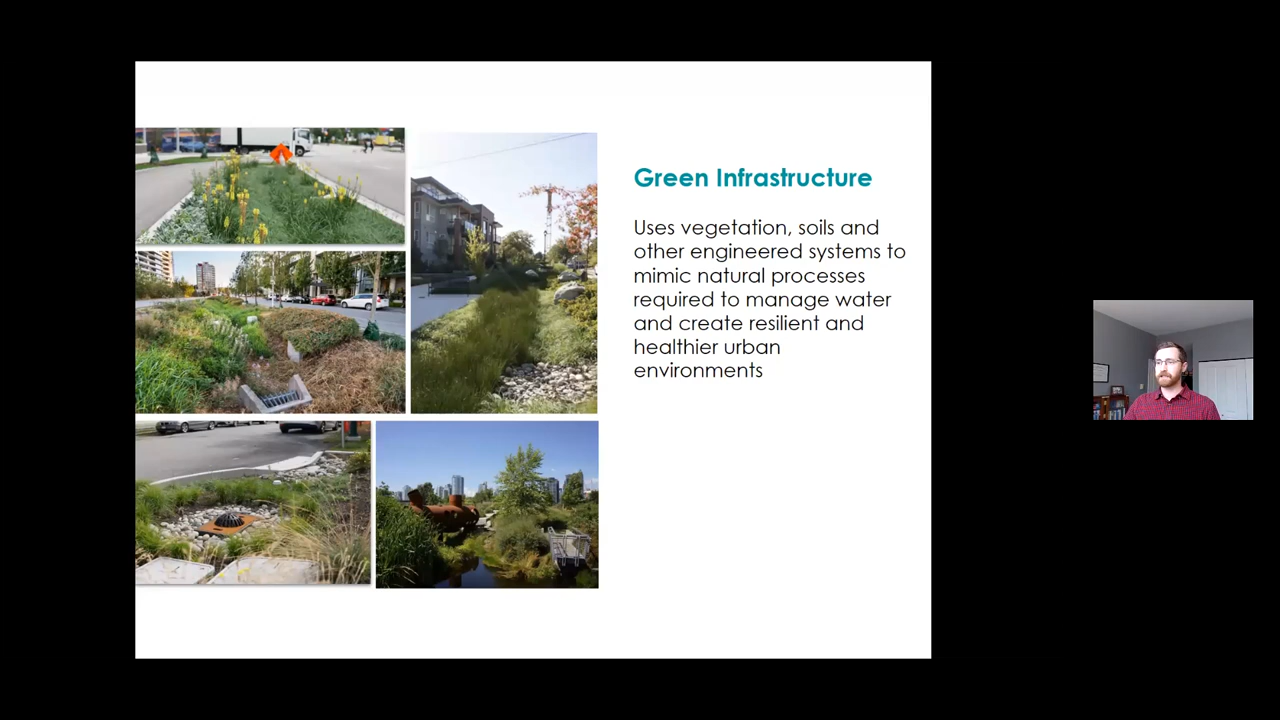 Green Infrastructure
Uses vegetation, soils and
other engineered systems to
mimic natural processes
required to manage water
and create resilient and
healthier urban
environments